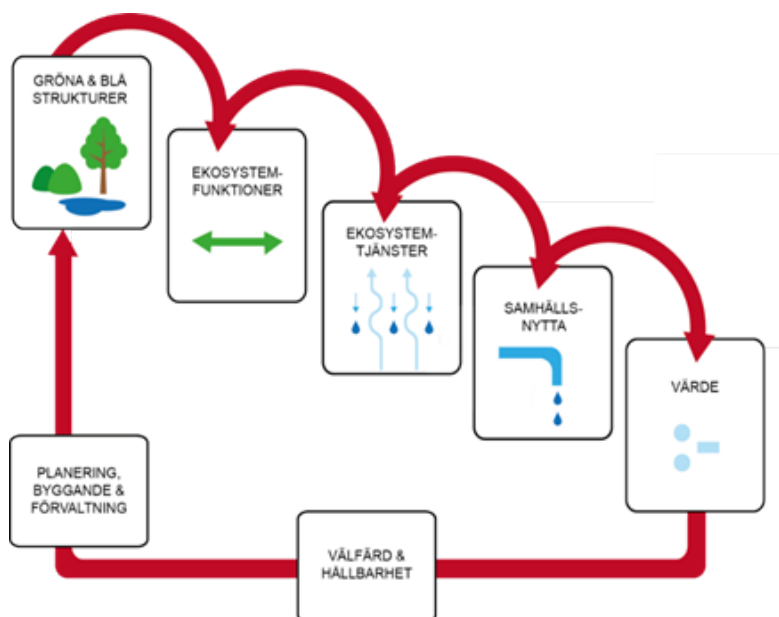 GRÖNA & BLÅ
STRUKTURER
EKOSYSTEM-
FUNKTIONER
EKOSYSTEM-
TJÄNSTER
SAMHÄLLS-
NYTTA
VÄRDE
VÄLFÄRD &
HÅLLBARHET
PLANERING,
BYGGANDE &
FÖRVALTNING